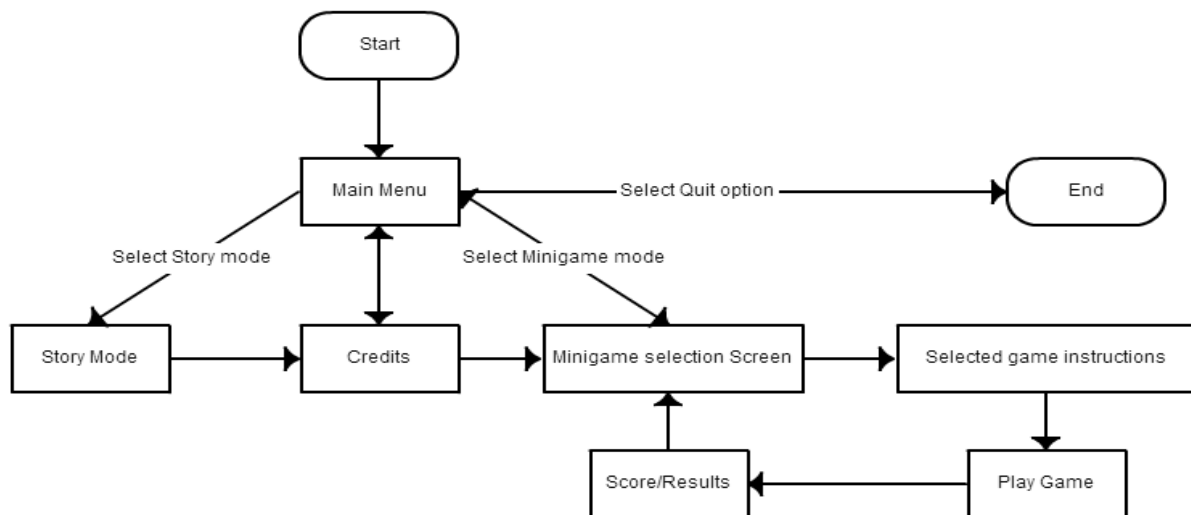 Start
Main Menu
Select Quit option
End
Select Story mode
Select Minigame mode
Story Mode
Credits
Minigame selection Screen
Selected game instructions
Score/Results
Play Game